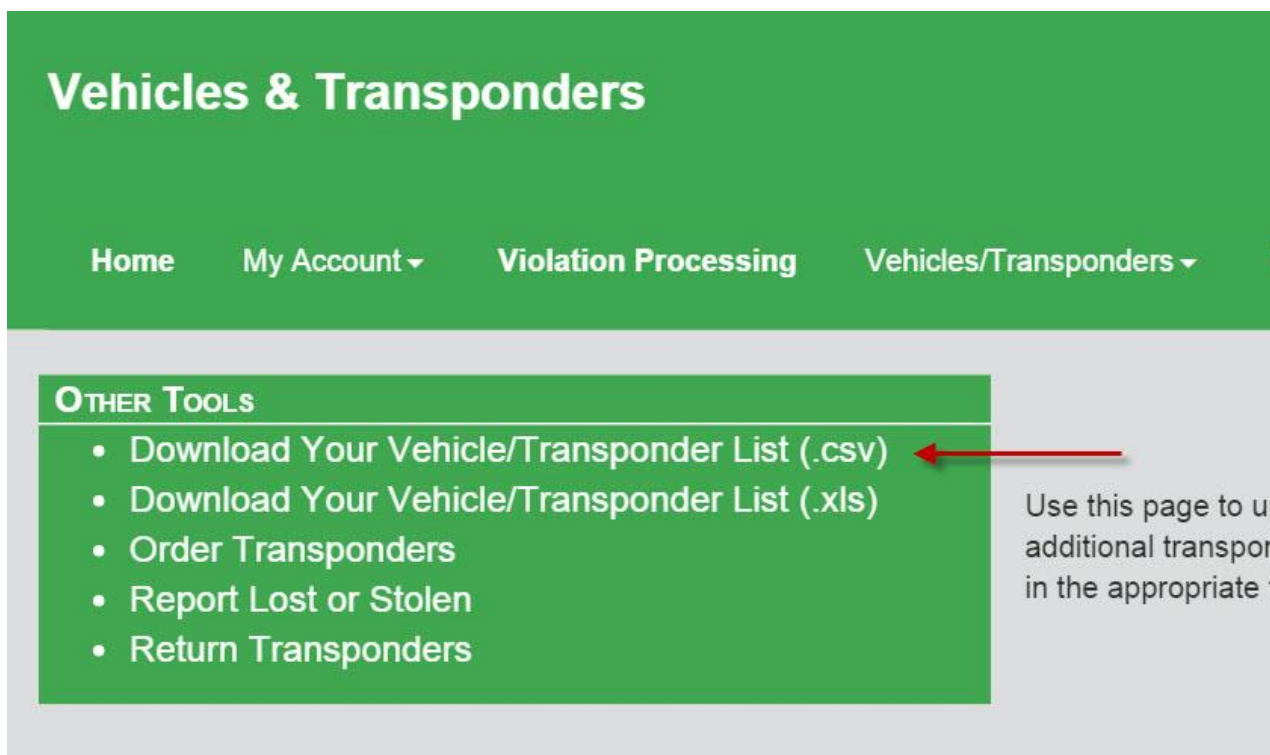 Vehicles & Transponders
Home My Account Violation Processing Vehicles/Transponders
OTHER TOOLS
• Download Your Vehicle/Transponder List (.csv)
• Download Your Vehicle/Transponder List (.xls)
• Order Transponders
• Report Lost or Stolen
• Return Transponders
Use this page to
additional
in the appropriate